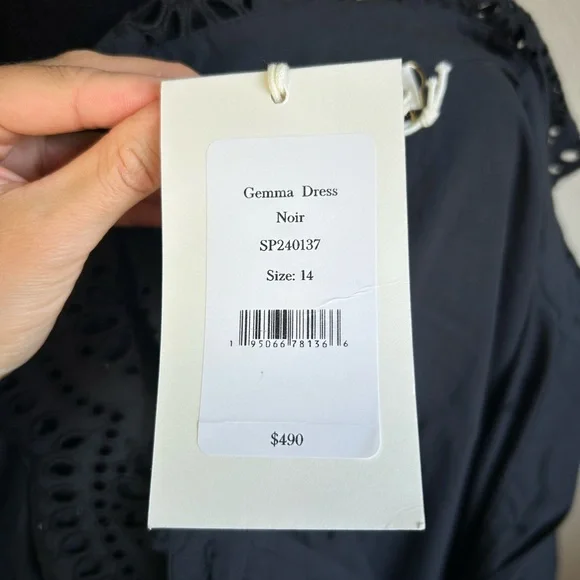 Gemma Dress
Noir
SP240137
Size: 14
1 95066 78136 6
$490